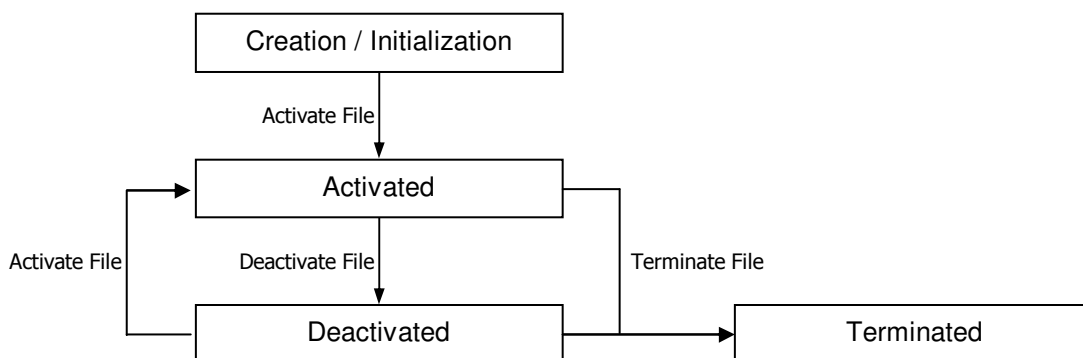 Creation / Initialization
Activate File
Activated
Activate File
Deactivate File
Terminate File
Deactivated
Terminated